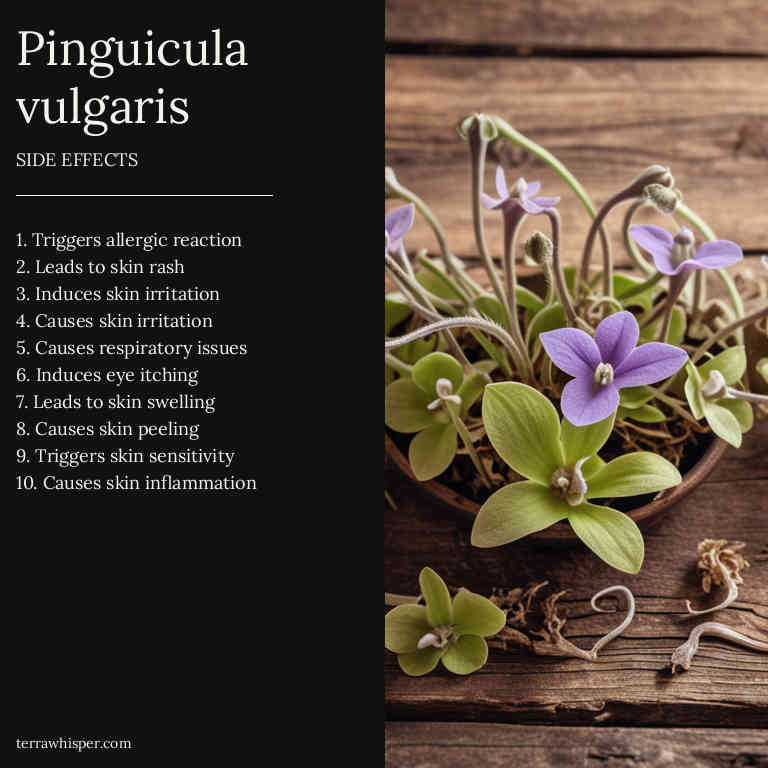 Pinguicula
vulgaris
SIDE EFFECTS
1. Triggers allergic reaction
2. Leads to skin rash
3. Induces skin irritation
4. Causes skin irritation
5. Causes respiratory issues
6. Induces eye itching
7. Leads to skin swelling
8. Causes skin peeling
9. Triggers skin sensitivity
10. Causes skin inflammation
terrawhisper.com